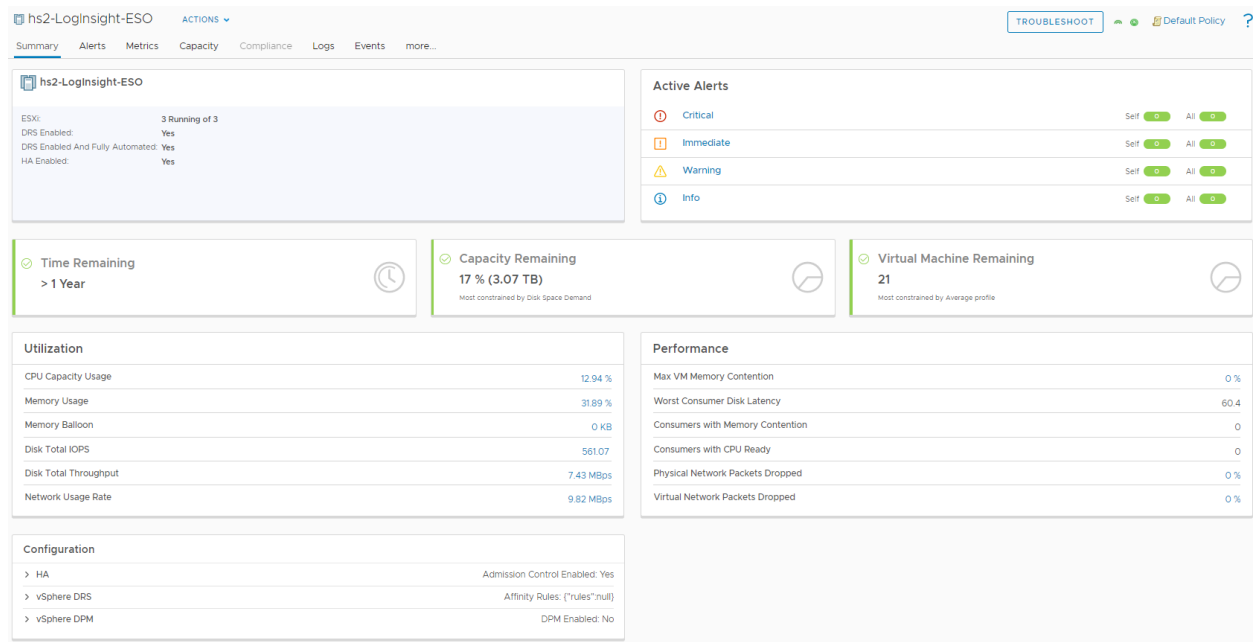 hs2-LogInsight-ESO ACTIONS TROUBLESHOOT Default Policy ?
Summary Alerts Metrics Capacity Compliance Logs Events more...
hs2-LogInsight-ESO
ESXi: 3 Running of 3
DRS Enabled: Yes
DRS Enabled And Fully Automated: Yes
HA Enabled: Yes
Active Alerts
Critical Self 0 All 0
Immediate Self 0 All 0
Warning Self 0 All 0
Info Self 0 All 0
Time Remaining
> 1 Year
Capacity Remaining
17 % (3.07 TB)
Most constrained by Disk Space Demand
Virtual Machine Remaining
21
Most constrained by Average profile
Utilization
CPU Capacity Usage 12.94 %
Memory Usage 31.89 %
Memory Balloon 0 KB
Disk Total IOPS 561.07
Disk Total Throughput 7.43 MBps
Network Usage Rate 9.82 MBps
Performance
Max VM Memory Contention 0 %
Worst Consumer Disk Latency 60.4
Consumers with Memory Contention 0
Consumers with CPU Ready 0
Physical Network Packets Dropped 0 %
Virtual Network Packets Dropped 0 %
Configuration
> HA Admission Control Enabled: Yes
> vSphere DRS Affinity Rules: {"rules":null}
> vSphere DPM DPM Enabled: No